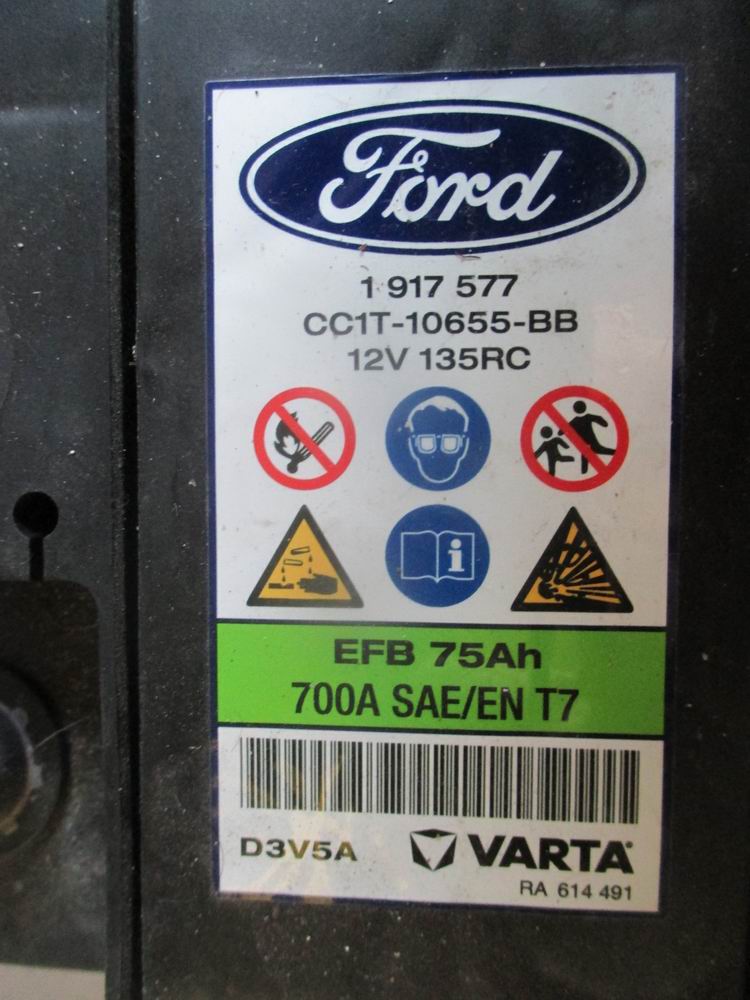 Ford
1 917 577
CC1T-10655-BB
12V 135RC
i
EFB 75Ah
700A SAE/EN T7
D3V5A VARTA
RA 614 491